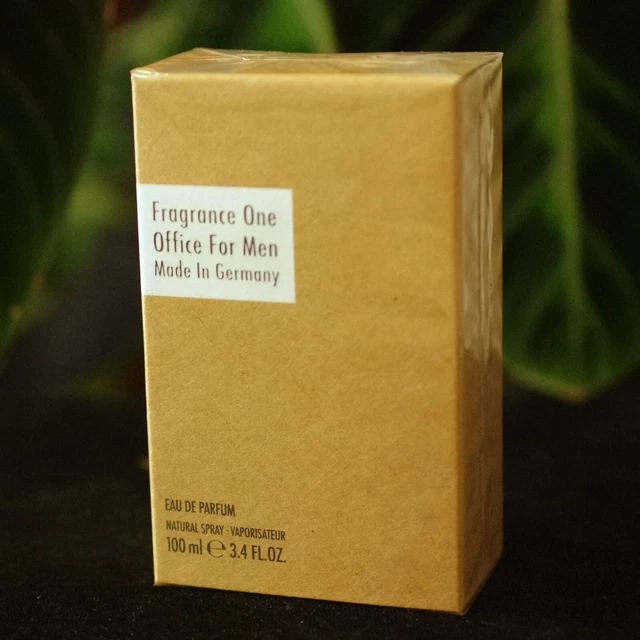 Fragrance One
Office For Men
Made In Germany
EAU DE PARFUM
NATURAL SPRAY · VAPORISATEUR
100 ml ℮ 3.4 FL.OZ.